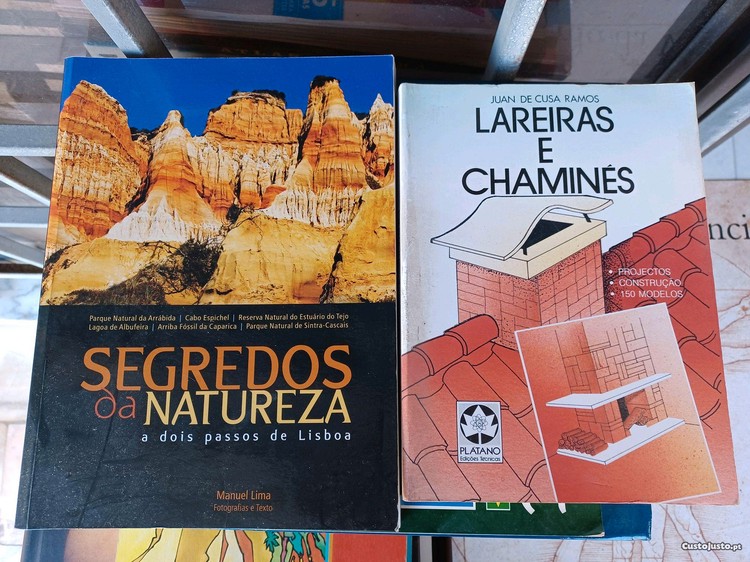 Parque Natural da Arrábida | Cabo Espichel | Reserva Natural do Estuário do Tejo
Lagoa de Albufeira | Arriba Fóssil da Caparica | Parque Natural de Sintra-Cascais
SEGREDOS
da NATUREZA
a dois passos de Lisboa
Manuel Lima
Fotografias e Texto
JUAN DE CUSA RAMOS
LAREIRAS
E
CHAMINÉS
• PROJECTOS
• CONSTRUÇÃO
• 150 MODELOS
PLATANO
Edições Técnicas
CustoJusto.pt